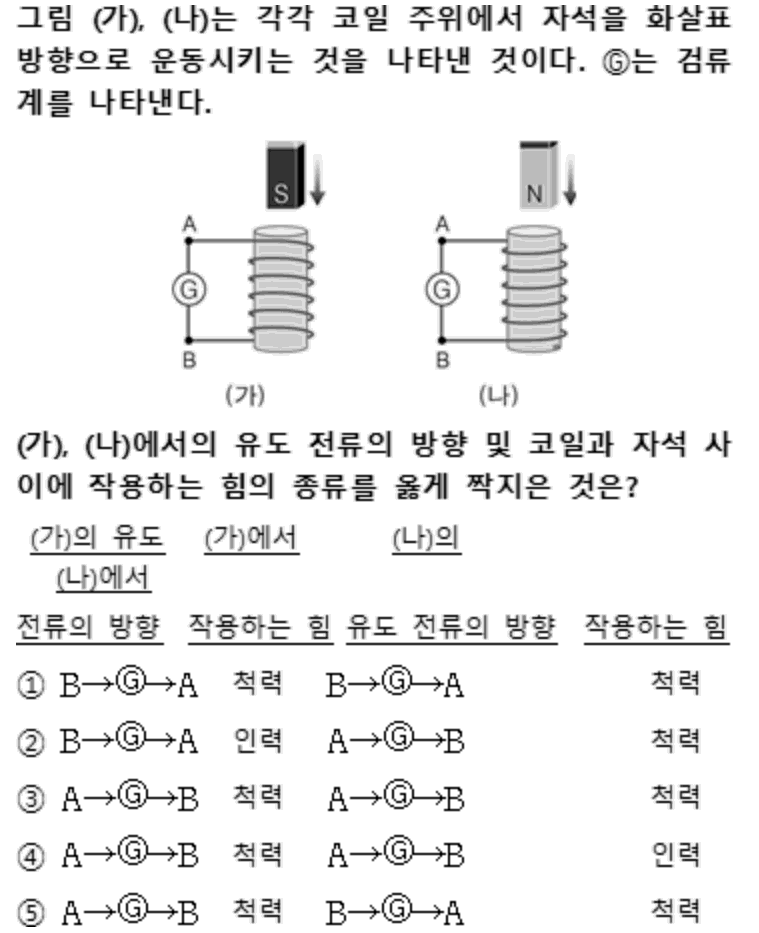 그림 (가), (나)는 각각 코일 주위에서 자석을 화살표
방향으로 운동시키는 것을 나타낸 것이다. Ⓖ는 검류
계를 나타낸다.
S N
A A
G G
B B
(가) (나)
(가), (나)에서의 유도 전류의 방향 및 코일과 자석 사
이에 작용하는 힘의 종류를 옳게 짝지은 것은?
(가)의 유도 (가)에서 (나)의
(나)에서
전류의 방향 작용하는 힘 유도 전류의 방향 작용하는 힘
① B→Ⓖ→A 척력 B→Ⓖ→A 척력
② B→Ⓖ→A 인력 A→Ⓖ→B 척력
③ A→Ⓖ→B 척력 A→Ⓖ→B 척력
④ A→Ⓖ→B 척력 A→Ⓖ→B 인력
⑤ A→Ⓖ→B 척력 B→Ⓖ→A 척력